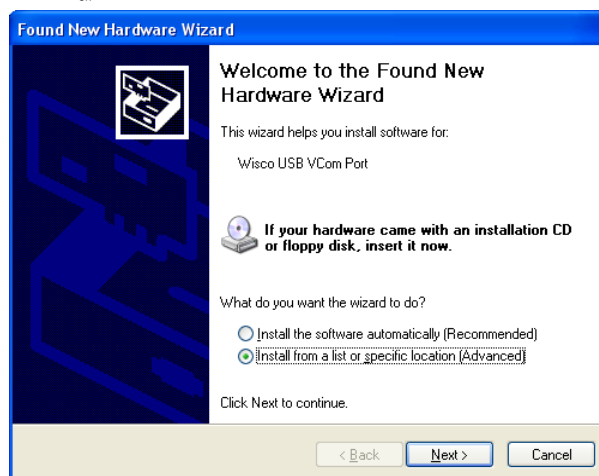 Found New Hardware Wizard
Welcome to the Found New
Hardware Wizard
This wizard helps you install software for:
Wisco USB VCom Port
If your hardware came with an installation CD
or floppy disk, insert it now.
What do you want the wizard to do?
Install the software automatically (Recommended)
Install from a list or specific location (Advanced)
Click Next to continue.
< Back Next > Cancel